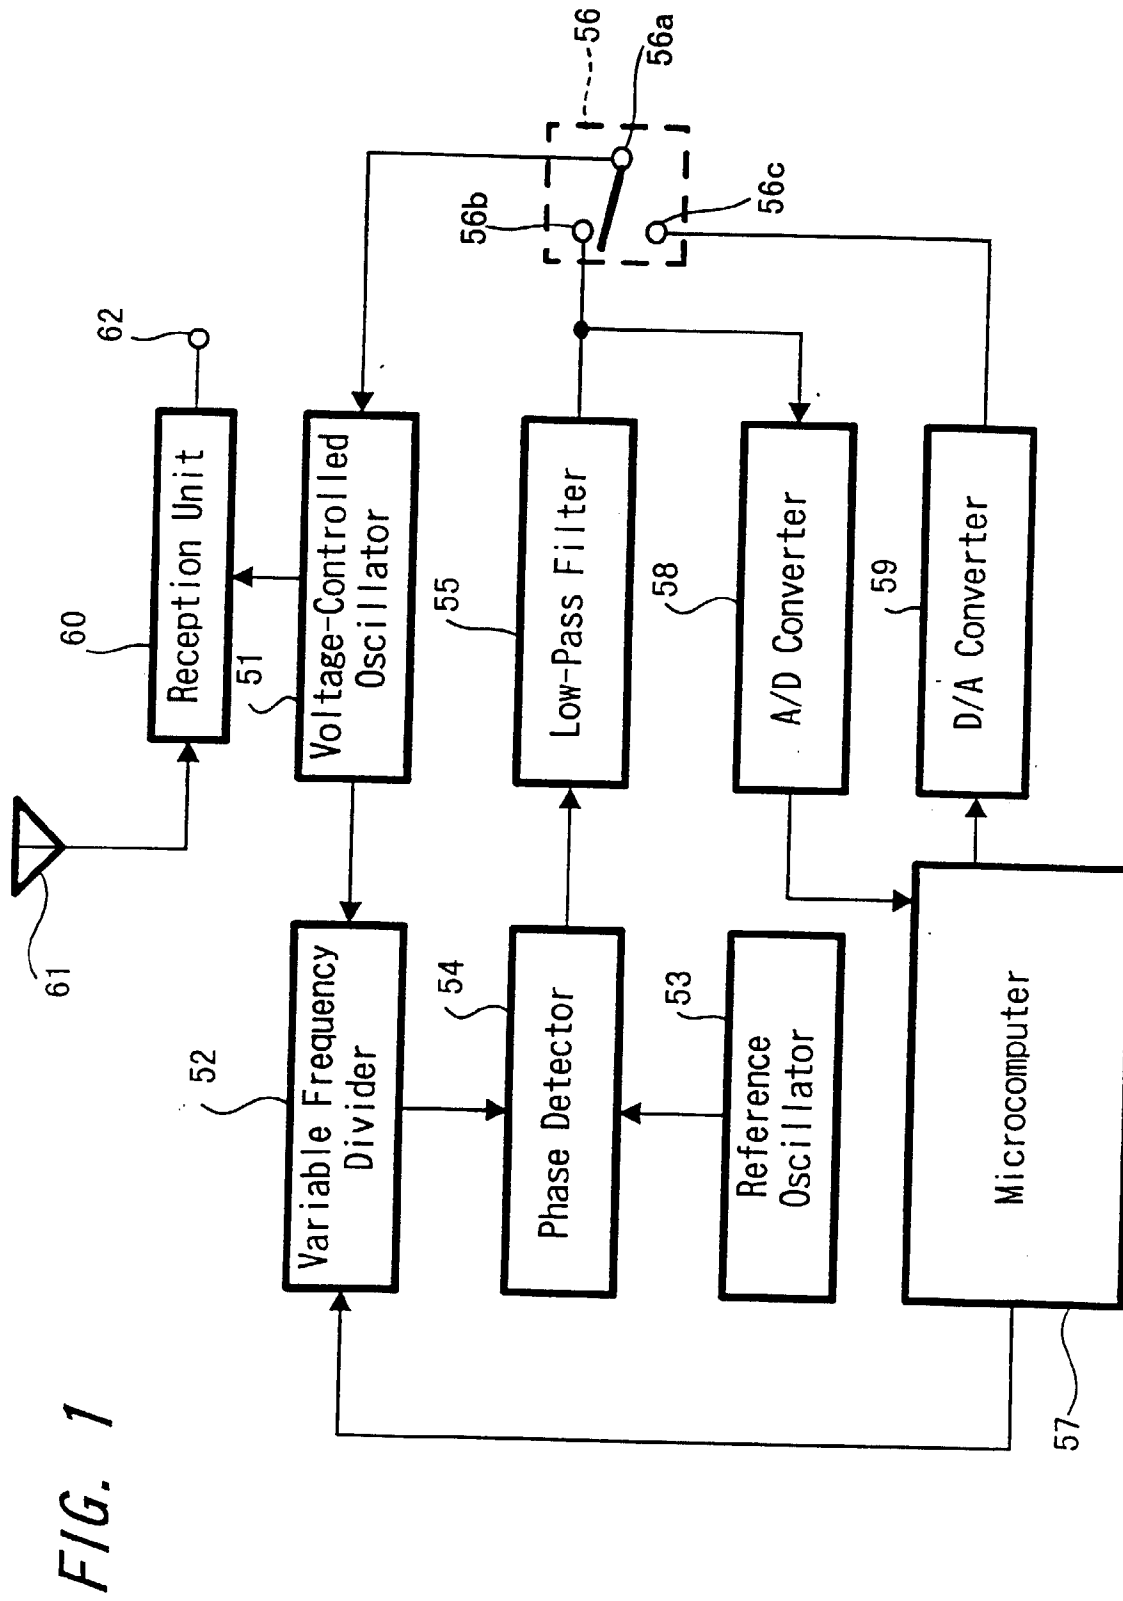 FIG. 1
61
60
Reception Unit
62
51
Voltage-Controlled
Oscillator
52
Variable Frequency
Divider
54
Phase Detector
55
Low-Pass Filter
56
56a
56b
56c
53
Reference
Oscillator
58
A/D Converter
59
D/A Converter
Microcomputer
57